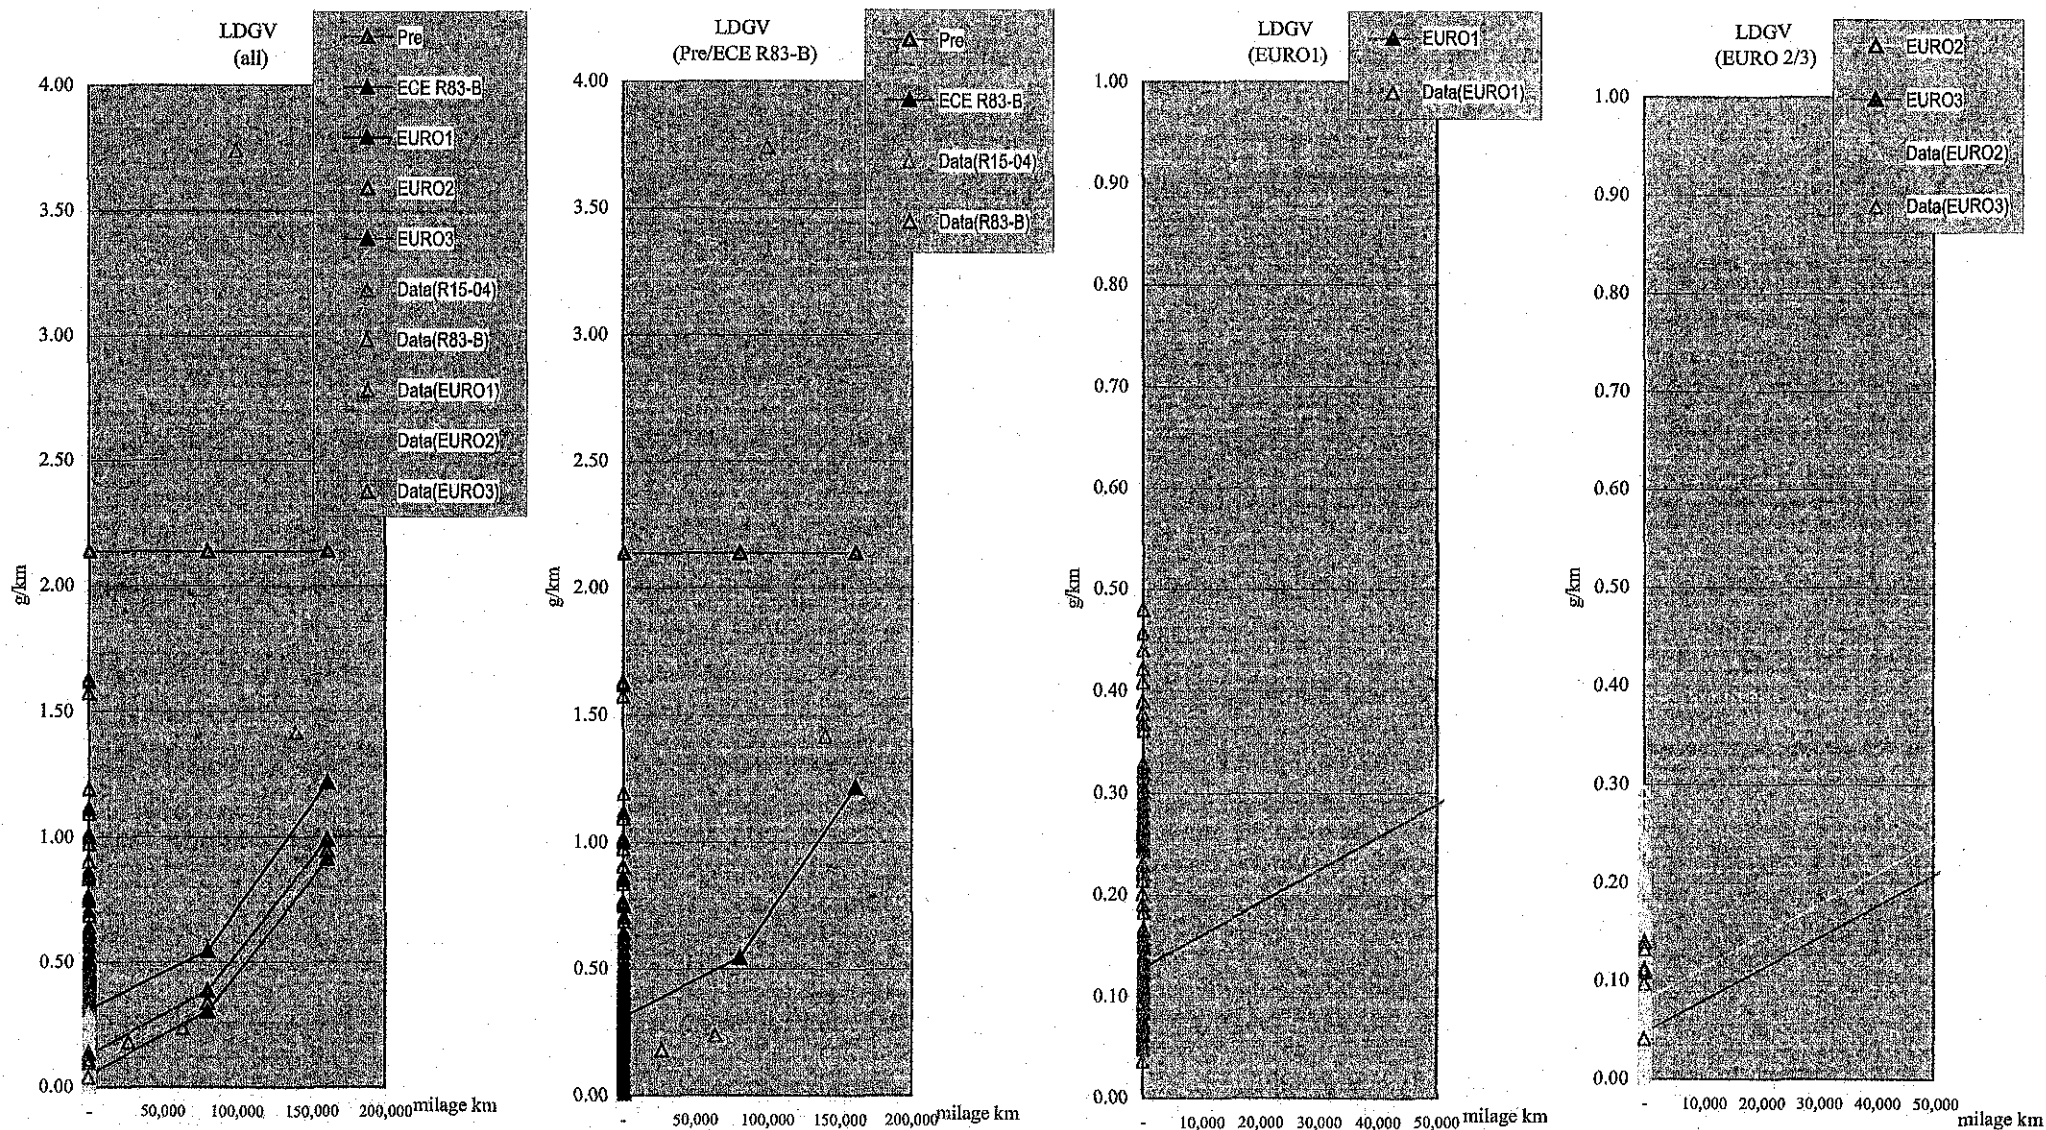 LDGV
(all)
Pre
ECE R83-B
EURO1
EURO2
EURO3
Data(R15-04)
Data(R83-B)
Data(EURO1)
Data(EURO2)
Data(EURO3)
4.00
3.50
3.00
2.50
2.00
1.50
1.00
0.50
0.00
g/km
-
50,000
100,000
150,000
200,000
milage km
LDGV
(Pre/ECE R83-B)
Pre
ECE R83-B
Data(R15-04)
Data(R83-B)
4.00
3.50
3.00
2.50
2.00
1.50
1.00
0.50
0.00
g/km
-
50,000
100,000
150,000
200,000
milage km
LDGV
(EURO1)
EURO1
Data(EURO1)
1.00
0.90
0.80
0.70
0.60
0.50
0.40
0.30
0.20
0.10
0.00
g/km
-
10,000
20,000
30,000
40,000
50,000
milage km
LDGV
(EURO 2/3)
EURO2
EURO3
Data(EURO2)
Data(EURO3)
1.00
0.90
0.80
0.70
0.60
0.50
0.40
0.30
0.20
0.10
0.00
g/km
-
10,000
20,000
30,000
40,000
50,000
milage km